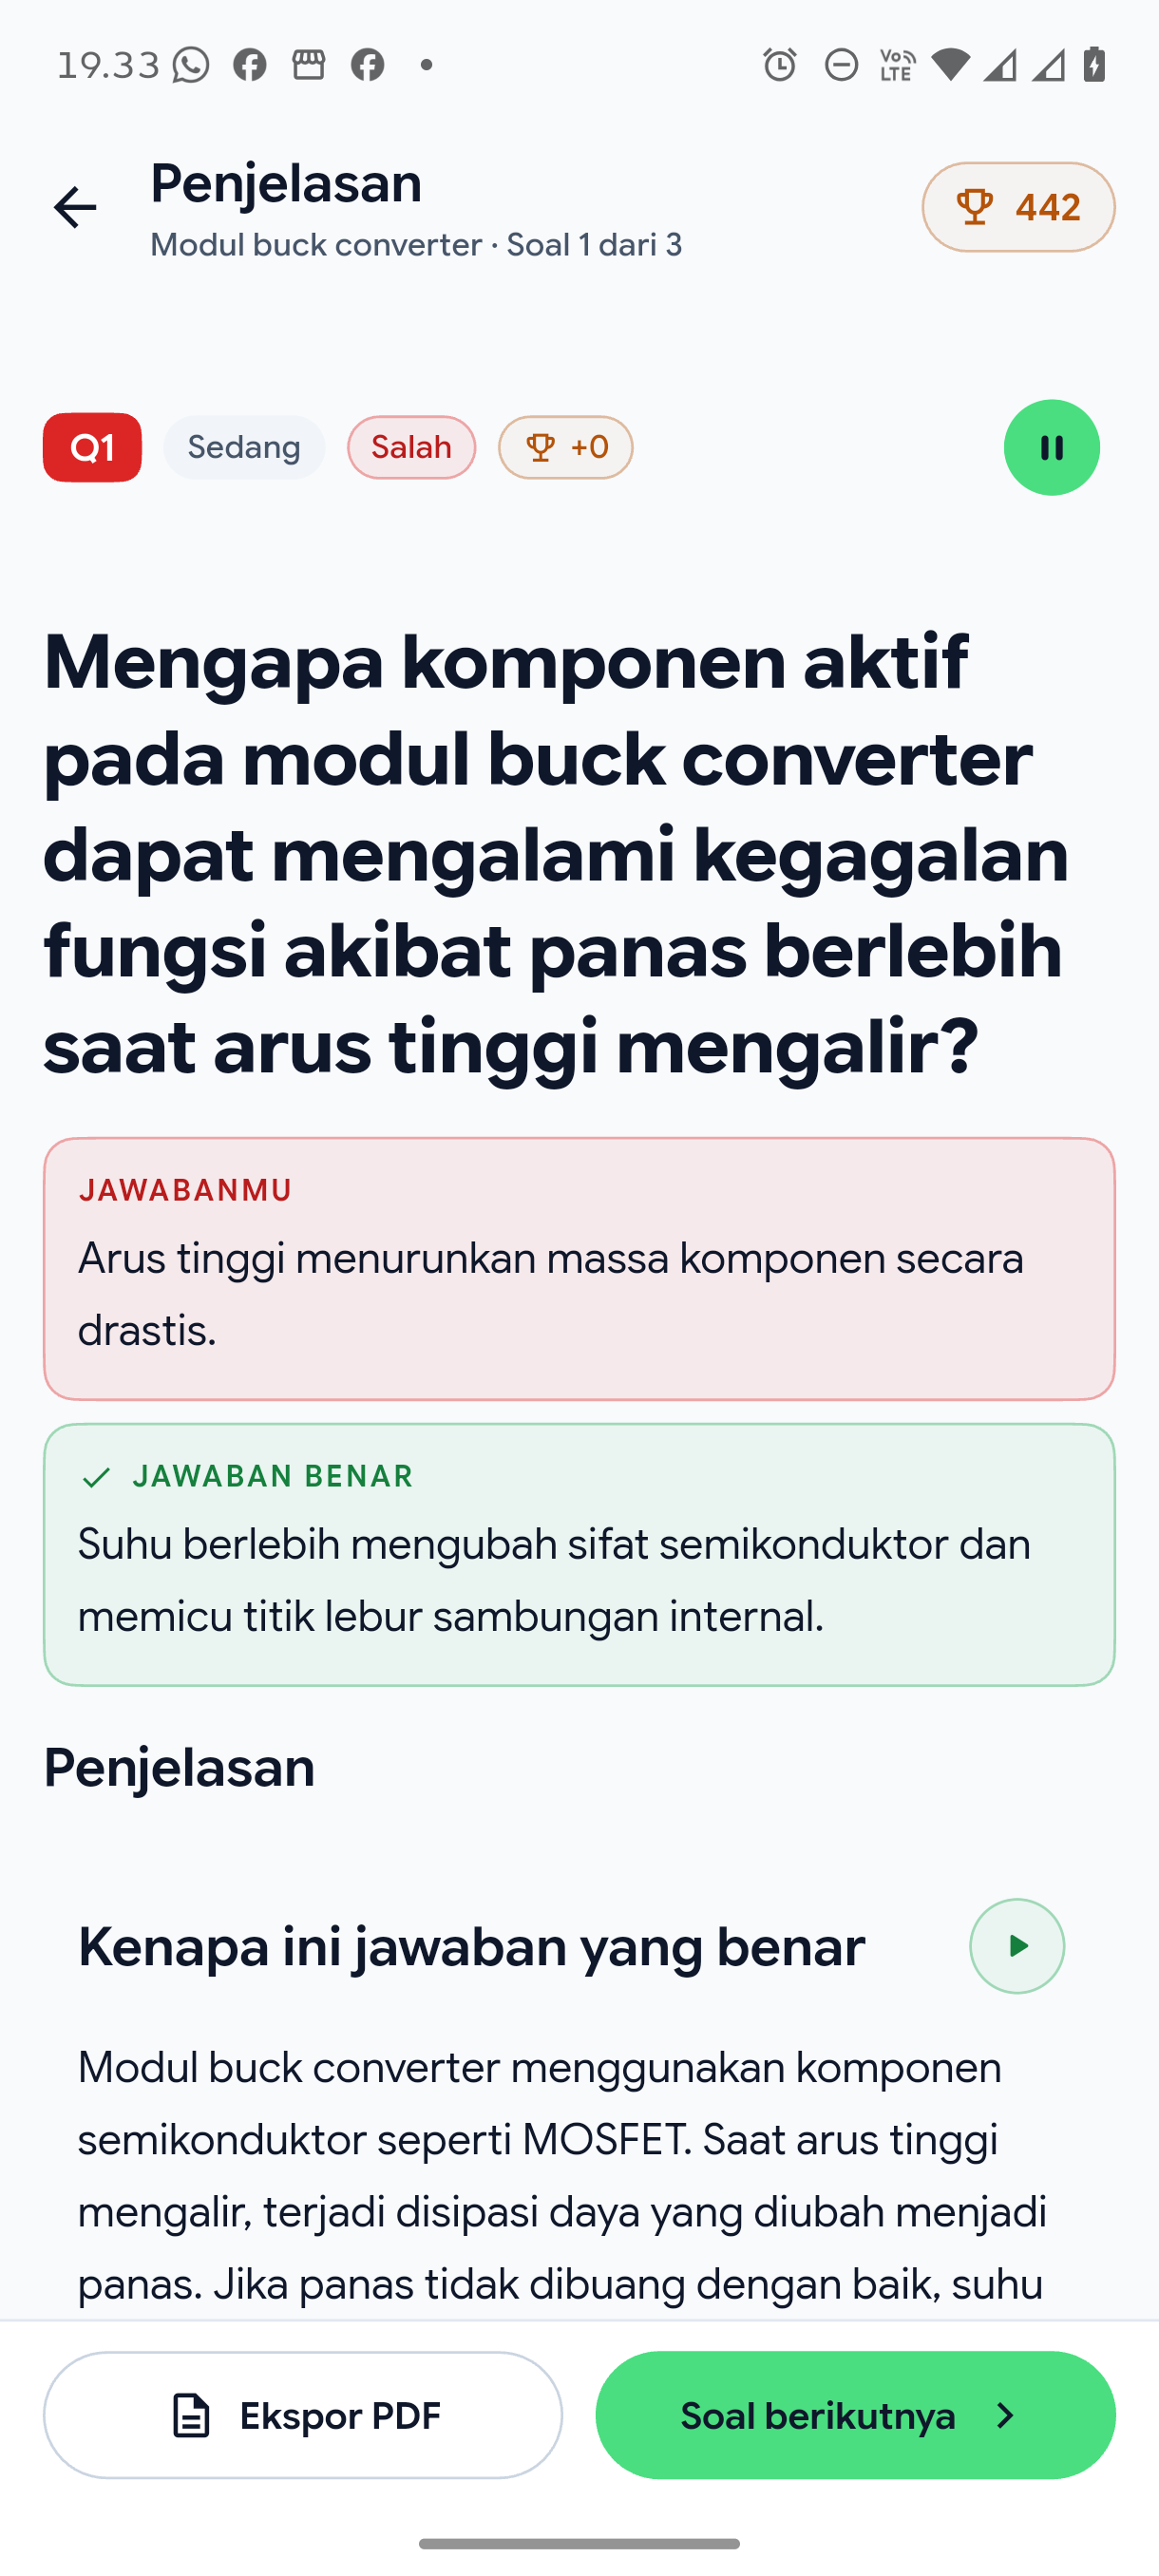 19.33
Vo LTE
Penjelasan
Modul buck converter · Soal 1 dari 3
442
Q1
Sedang
Salah
+0
Mengapa komponen aktif
pada modul buck converter
dapat mengalami kegagalan
fungsi akibat panas berlebih
saat arus tinggi mengalir?
JAWABANMU
Arus tinggi menurunkan massa komponen secara
drastis.
JAWABAN BENAR
Suhu berlebih mengubah sifat semikonduktor dan
memicu titik lebur sambungan internal.
Penjelasan
Kenapa ini jawaban yang benar
Modul buck converter menggunakan komponen
semikonduktor seperti MOSFET. Saat arus tinggi
mengalir, terjadi disipasi daya yang diubah menjadi
panas. Jika panas tidak dibuang dengan baik, suhu
Ekspor PDF
Soal berikutnya